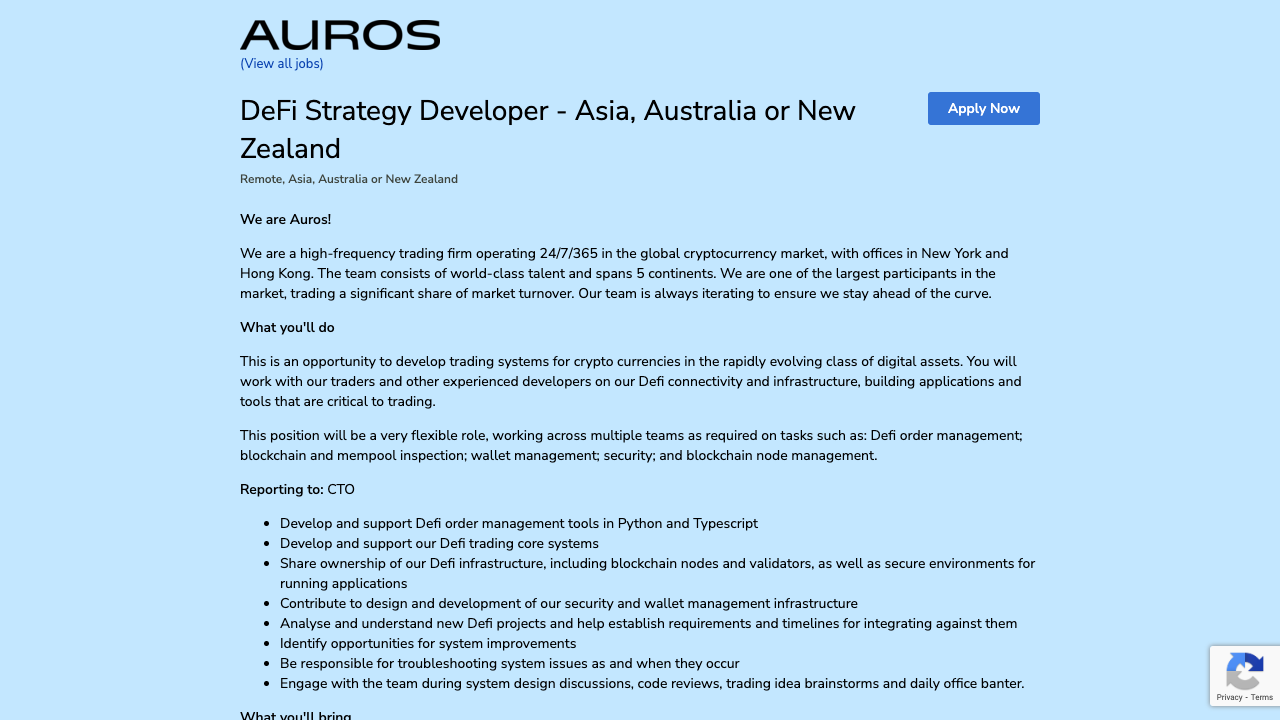 AUROS
(View all jobs)
DeFi Strategy Developer - Asia, Australia or New
Zealand
Apply Now
Remote, Asia, Australia or New Zealand
We are Auros!
We are a high-frequency trading firm operating 24/7/365 in the global cryptocurrency market, with offices in New York and
Hong Kong. The team consists of world-class talent and spans 5 continents. We are one of the largest participants in the
market, trading a significant share of market turnover. Our team is always iterating to ensure we stay ahead of the curve.
What you'll do
This is an opportunity to develop trading systems for crypto currencies in the rapidly evolving class of digital assets. You will
work with our traders and other experienced developers on our Defi connectivity and infrastructure, building applications and
tools that are critical to trading.
This position will be a very flexible role, working across multiple teams as required on tasks such as: Defi order management;
blockchain and mempool inspection; wallet management; security; and blockchain node management.
Reporting to: CTO
• Develop and support Defi order management tools in Python and Typescript
• Develop and support our Defi trading core systems
• Share ownership of our Defi infrastructure, including blockchain nodes and validators, as well as secure environments for
running applications
• Contribute to design and development of our security and wallet management infrastructure
• Analyse and understand new Defi projects and help establish requirements and timelines for integrating against them
• Identify opportunities for system improvements
• Be responsible for troubleshooting system issues as and when they occur
• Engage with the team during system design discussions, code reviews, trading idea brainstorms and daily office banter.
What you'll bring
Privacy - Terms